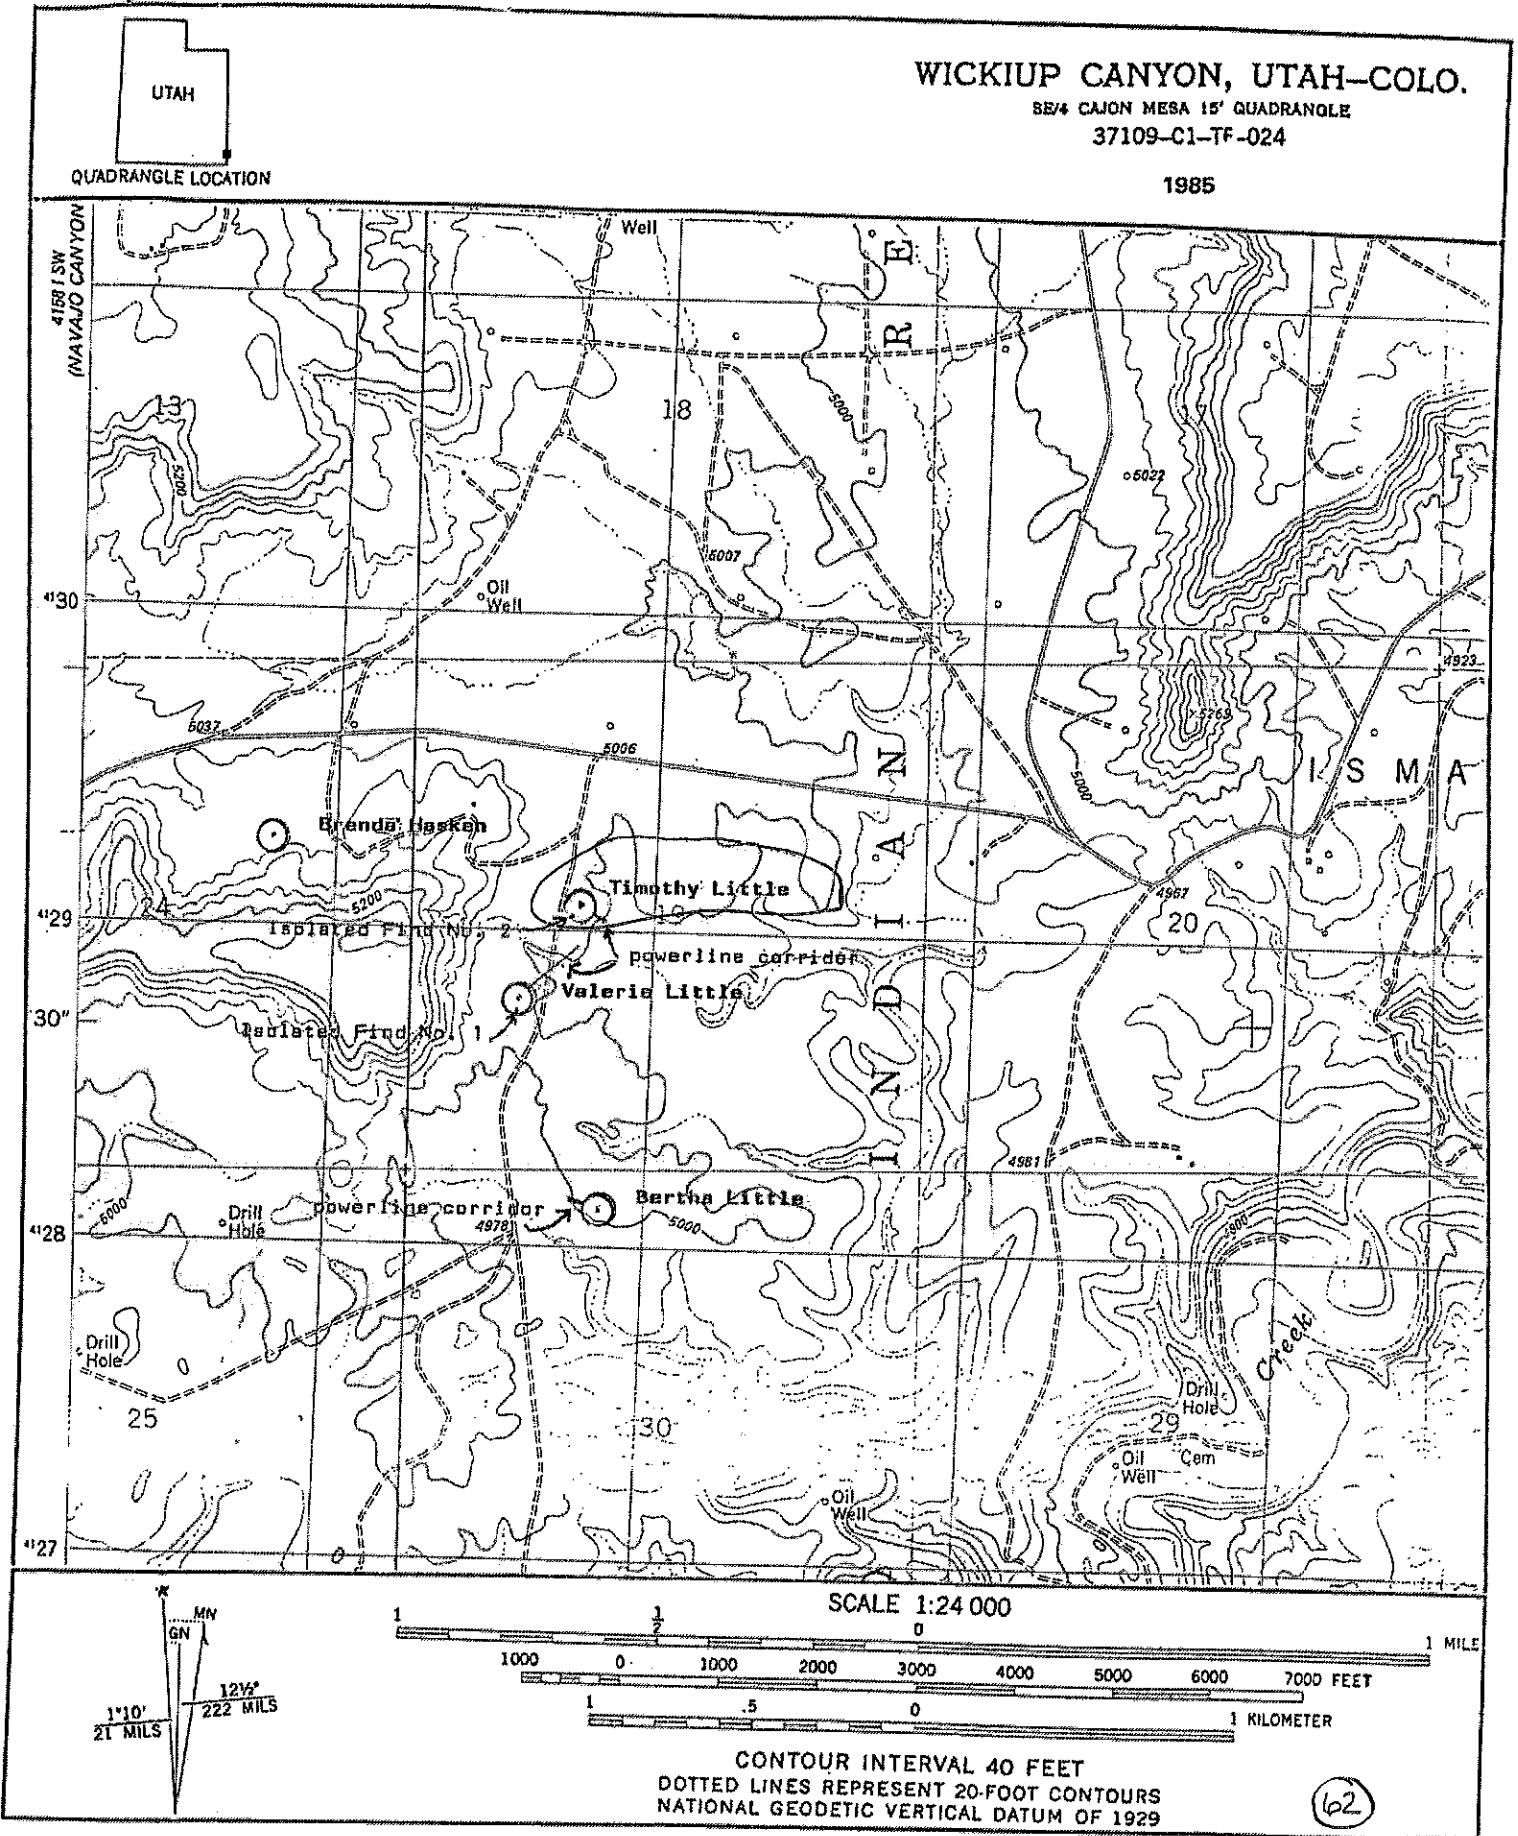 UTAH
QUADRANGLE LOCATION
WICKIUP CANYON, UTAH–COLO.
SE/4 CAJON MESA 15' QUADRANGLE
37109–C1–TF–024
1985
4158 I SW
(NAVAJO CANYON
Well
E
R
13
18
5000
5200
5022
5007
Oil
Well
4130
4923
5037
5006
5269
N
I S M A
5000
Brenda Hasken
A
Timothy Little
4967
24
5200
19
20
4129
Isolated Find No. 2
I
powerline corridor
Valerie Little
D
30"
Isolated Find No. 1
N
I
4981
Bertha Little
powerline corridor
5000
Drill
Hole
4978
5000
4128
4800
Drill
Hole
Creek
Drill
Hole
25
30
29
Oil
Well
Cem
Oil
Well
4127
SCALE 1:24 000
MN
GN
1 1/2 0 1 MILE
1000 0 1000 2000 3000 4000 5000 6000 7000 FEET
12½°
222 MILS
1°10'
21 MILS
1 .5 0 1 KILOMETER
CONTOUR INTERVAL 40 FEET
DOTTED LINES REPRESENT 20-FOOT CONTOURS
NATIONAL GEODETIC VERTICAL DATUM OF 1929
62